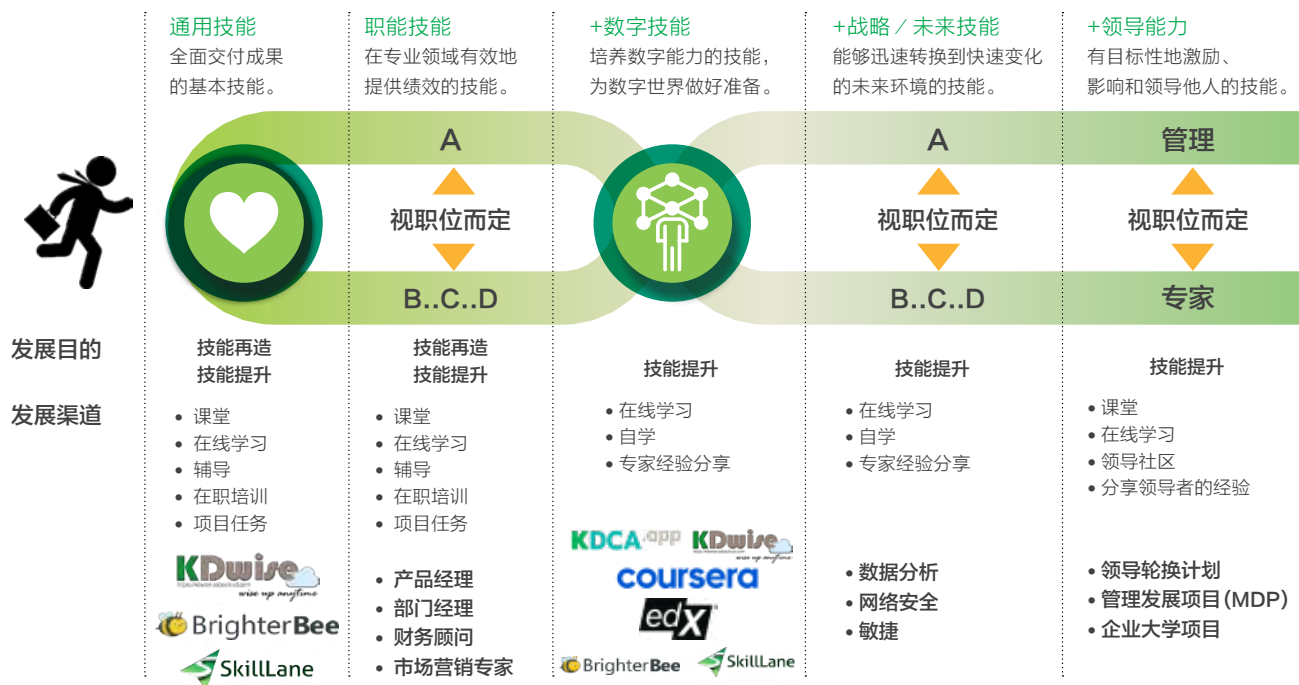 通用技能
全面交付成果
的基本技能。
职能技能
在专业领域有效地
提供绩效的技能。
+数字技能
培养数字能力的技能，
为数字世界做好准备。
+战略／未来技能
能够迅速转换到快速变化
的未来环境的技能。
+领导能力
有目标性地激励、
影响和领导他人的技能。
A
视职位而定
B..C..D
A
视职位而定
B..C..D
管理
视职位而定
专家
发展目的
技能再造
技能提升
技能再造
技能提升
技能提升
技能提升
技能提升
发展渠道
• 课堂
• 在线学习
• 辅导
• 在职培训
• 项目任务
KDwise
wise up anytime
BrighterBee
SkillLane
• 课堂
• 在线学习
• 辅导
• 在职培训
• 项目任务
• 产品经理
• 部门经理
• 财务顾问
• 市场营销专家
• 在线学习
• 自学
• 专家经验分享
KDCA.app
KDwise
wise up anytime
coursera
edX
BrighterBee
SkillLane
• 在线学习
• 自学
• 专家经验分享
• 数据分析
• 网络安全
• 敏捷
• 课堂
• 在线学习
• 领导社区
• 分享领导者的经验
• 领导轮换计划
• 管理发展项目(MDP)
• 企业大学项目